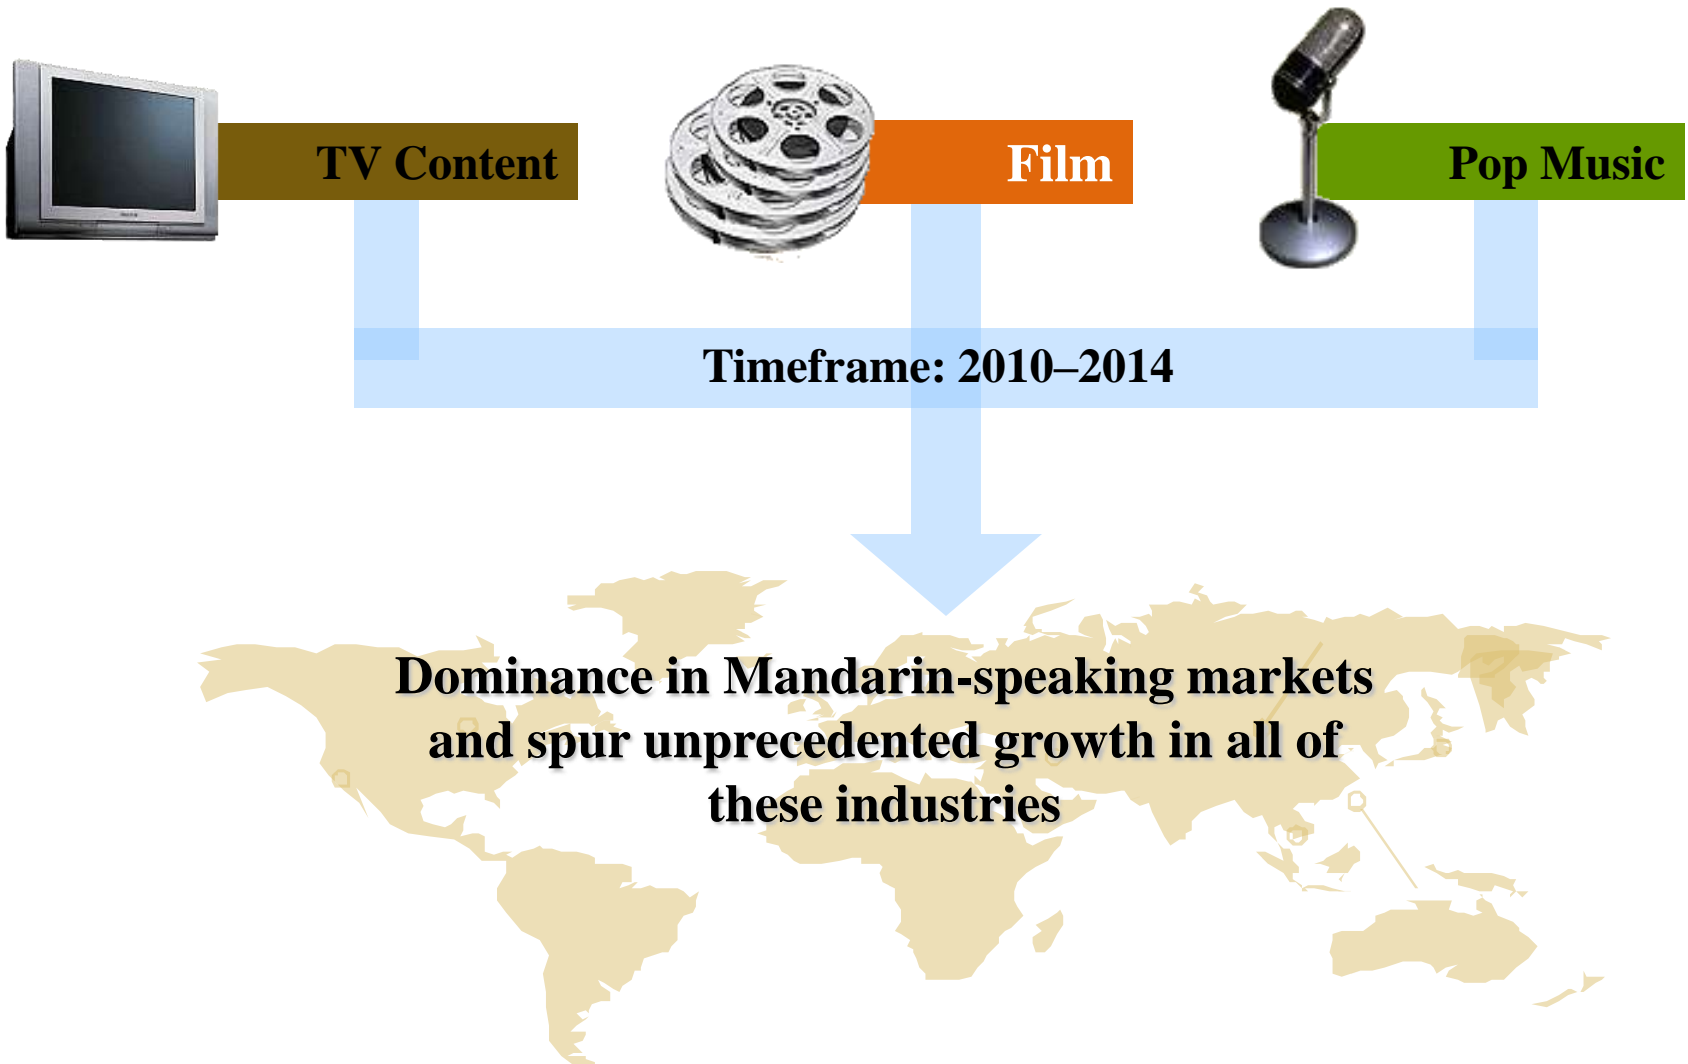 TV Content
Film
Pop Music
Timeframe: 2010–2014
Dominance in Mandarin-speaking markets
and spur unprecedented growth in all of
these industries